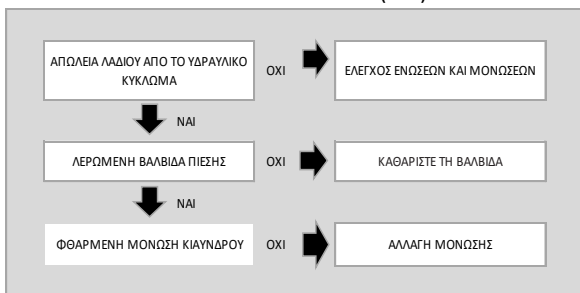 ΑΠΩΛΕΙΑ ΛΑΔΙΟΥ ΑΠΟ ΤΟ ΥΔΡΑΥΛΙΚΟ
ΚΥΚΛΩΜΑ
ΟΧΙ
ΕΛΕΓΧΟΣ ΕΝΩΣΕΩΝ ΚΑΙ ΜΟΝΩΣΕΩΝ
ΝΑΙ
ΛΕΡΩΜΕΝΗ ΒΑΛΒΙΔΑ ΠΙΕΣΗΣ
ΟΧΙ
ΚΑΘΑΡΙΣΤΕ ΤΗ ΒΑΛΒΙΔΑ
ΝΑΙ
ΦΘΑΡΜΕΝΗ ΜΟΝΩΣΗ ΚΙΑΥΝΔΡΟΥ
ΟΧΙ
ΑΛΛΑΓΗ ΜΟΝΩΣΗΣ